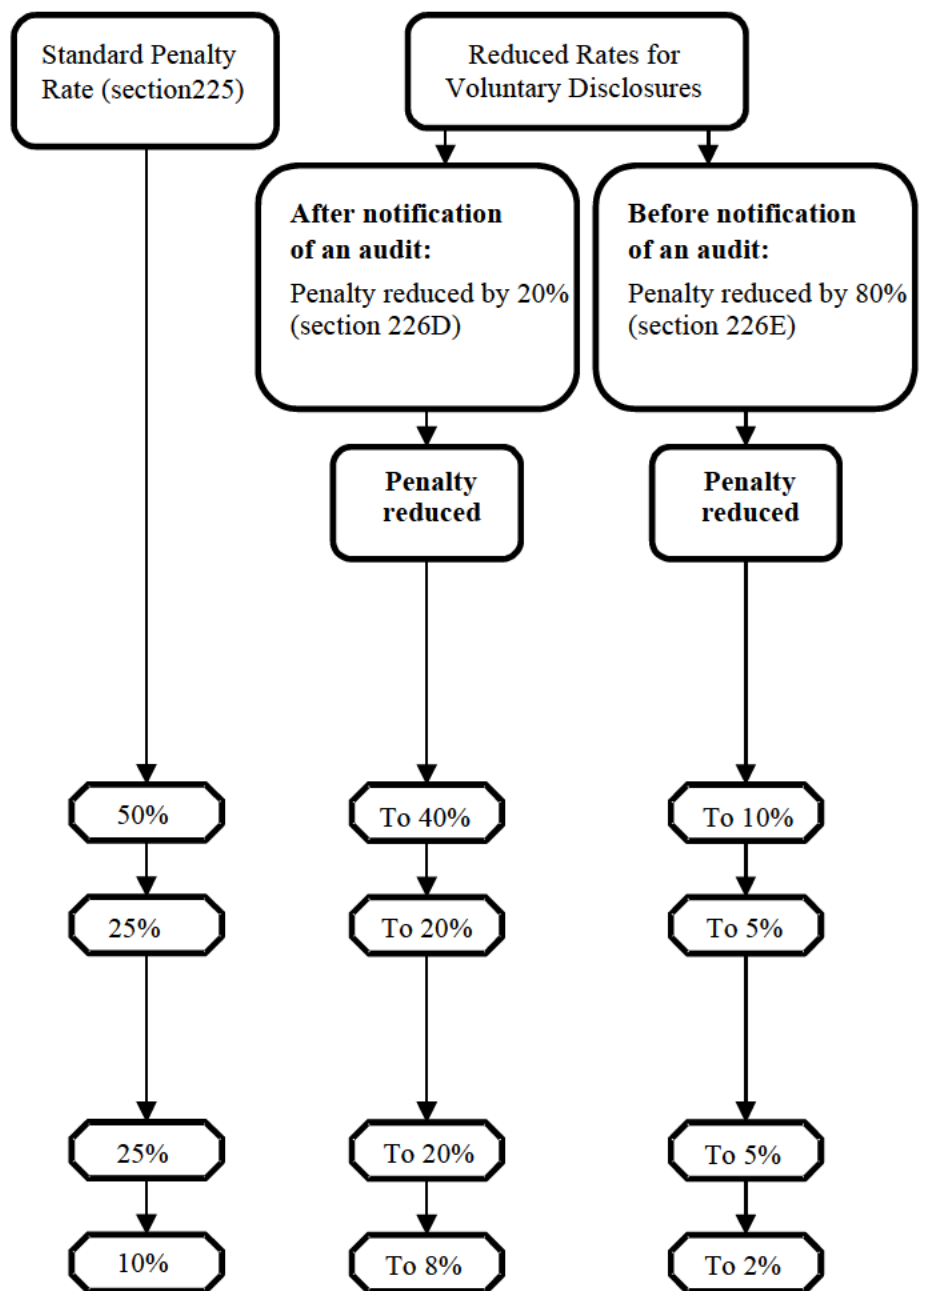 Standard Penalty
Rate (section225)
Reduced Rates for
Voluntary Disclosures
After notification
of an audit:
Penalty reduced by 20%
(section 226D)
Before notification
of an audit:
Penalty reduced by 80%
(section 226E)
Penalty
reduced
Penalty
reduced
50%
To 40%
To 10%
25%
To 20%
To 5%
25%
To 20%
To 5%
10%
To 8%
To 2%